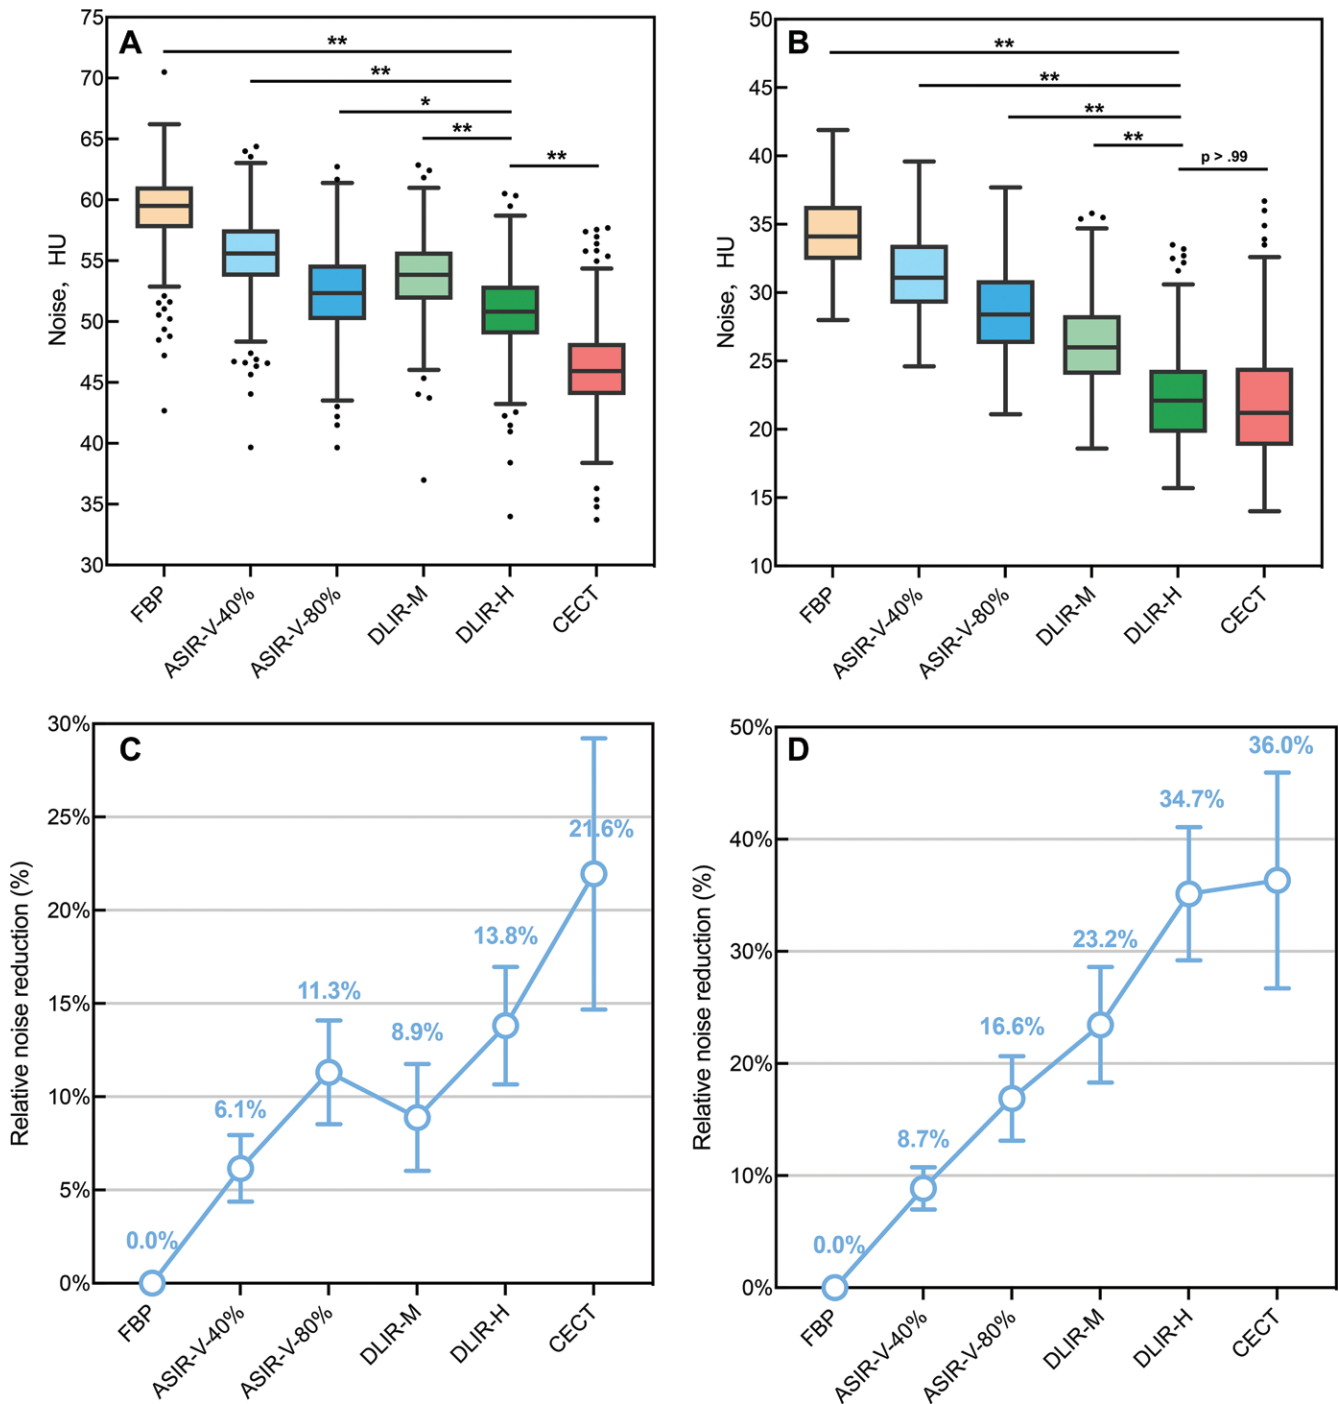 A
75
70
65
60
55
50
45
40
35
30
Noise, HU
**
**
*
**
**
FBP
ASIR-V-40%
ASIR-V-80%
DLIR-M
DLIR-H
CECT
B
50
45
40
35
30
25
20
15
10
Noise, HU
**
**
**
**
p > .99
FBP
ASIR-V-40%
ASIR-V-80%
DLIR-M
DLIR-H
CECT
C
30%
25%
20%
15%
10%
5%
0%
Relative noise reduction (%)
0.0%
6.1%
11.3%
8.9%
13.8%
21.6%
FBP
ASIR-V-40%
ASIR-V-80%
DLIR-M
DLIR-H
CECT
D
50%
40%
30%
20%
10%
0%
Relative noise reduction (%)
0.0%
8.7%
16.6%
23.2%
34.7%
36.0%
FBP
ASIR-V-40%
ASIR-V-80%
DLIR-M
DLIR-H
CECT